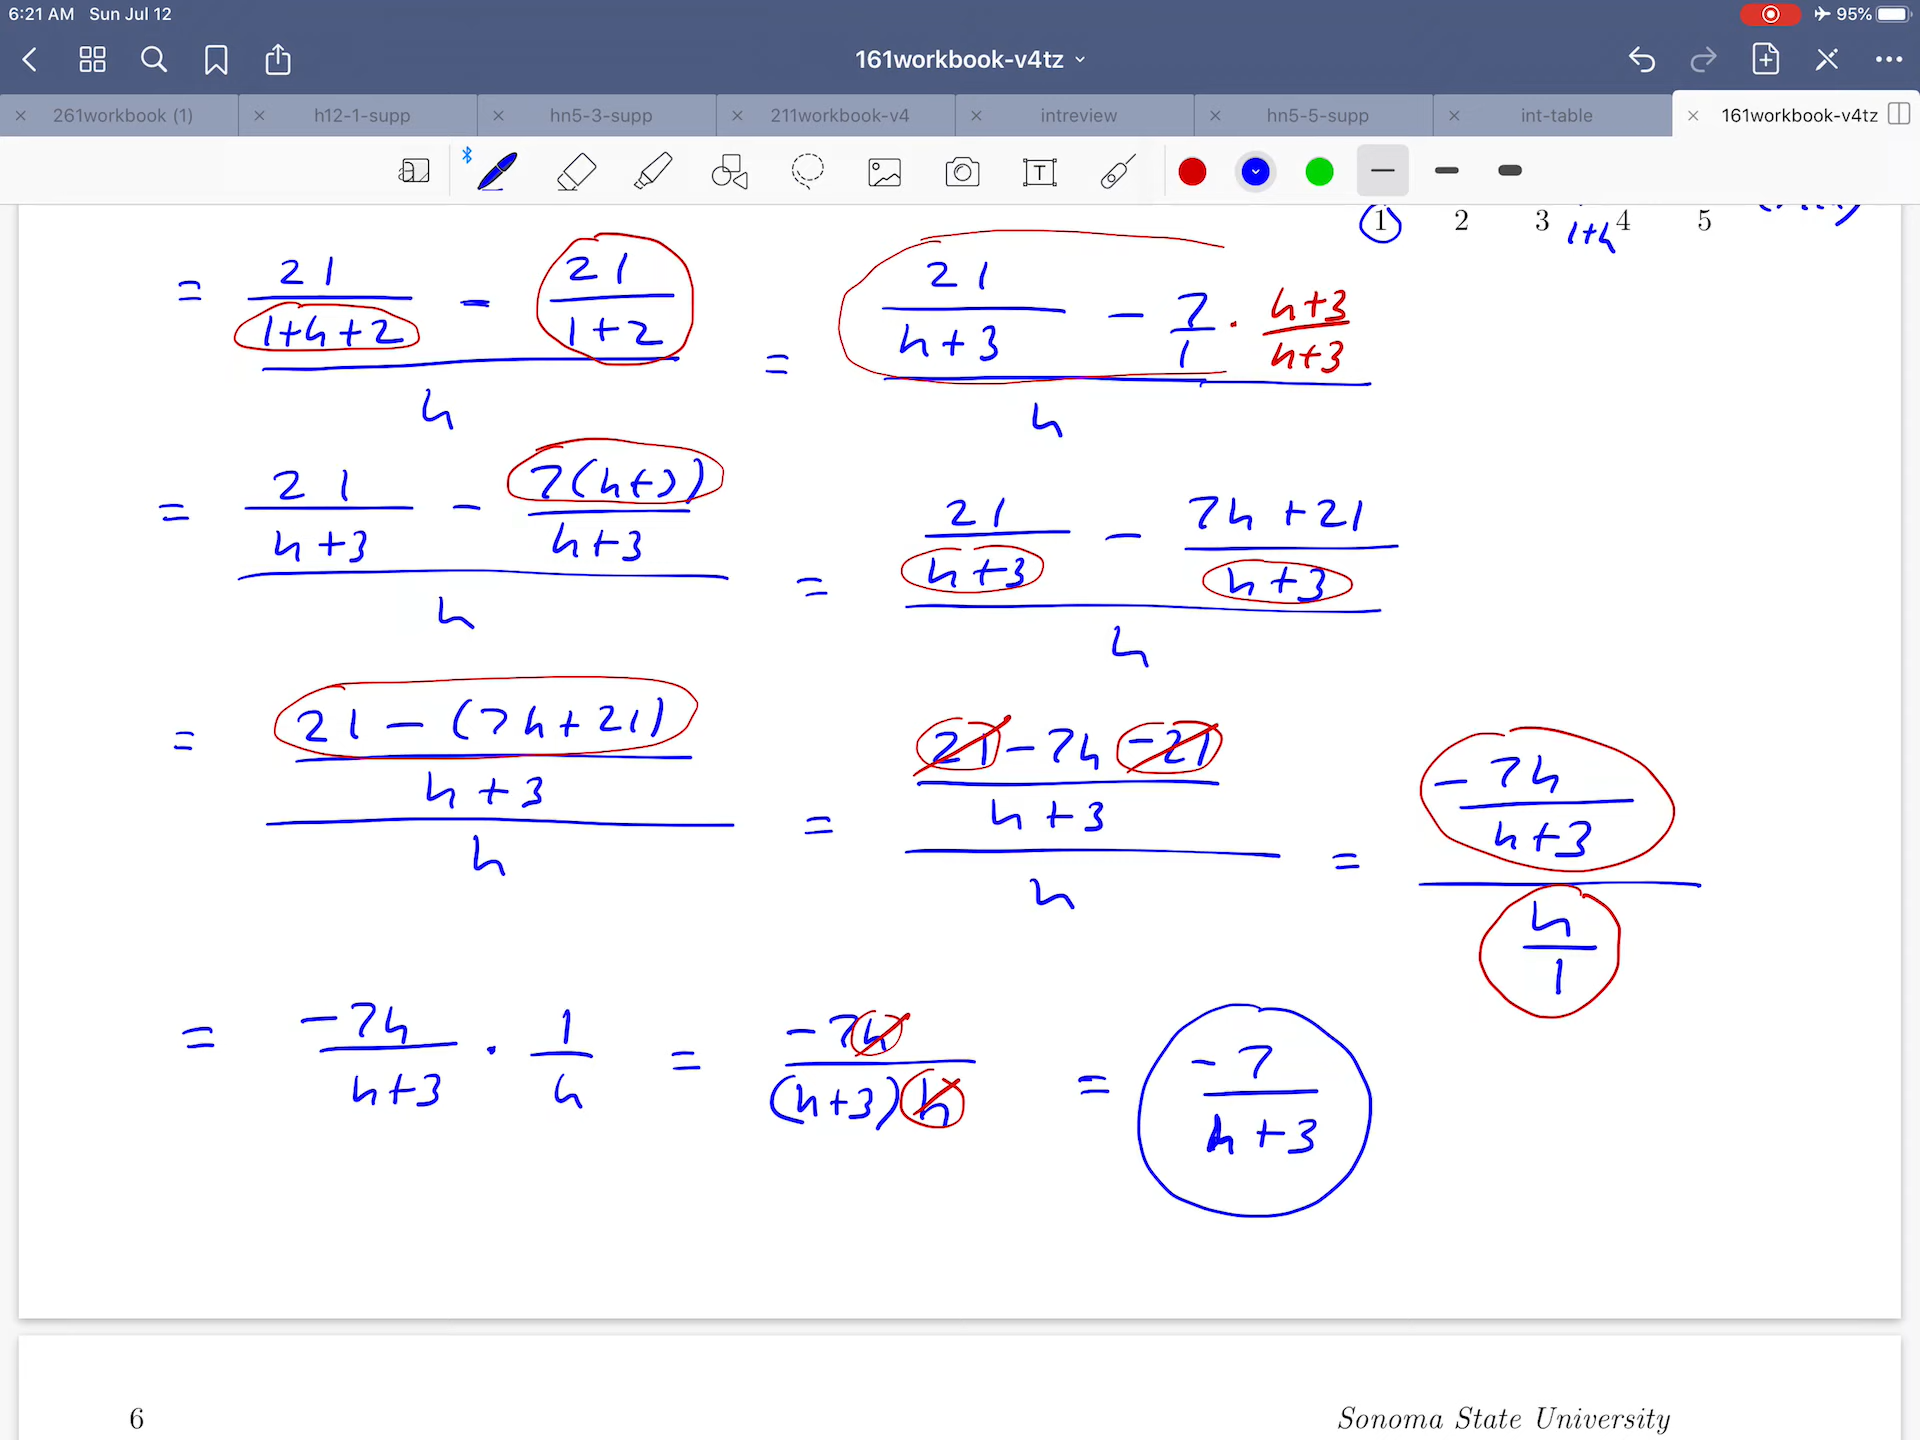 6:21 AM Sun Jul 12 95%
161workbook-v4tz
261workbook (1) h12-1-supp hn5-3-supp 211workbook-v4 intreview hn5-5-supp int-table 161workbook-v4tz
1 2 3 4 5
1+h
= (21/(1+h+2) - 21/(1+2))/h = (21/(h+3) - 7/1 · (h+3)/(h+3))/h
= (21/(h+3) - 7(h+3)/(h+3))/h = (21/(h+3) - (7h+21)/(h+3))/h
= ((21-(7h+21))/(h+3))/h = ((21-7h-21)/(h+3))/h = (-7h/(h+3))/(h/1)
= -7h/(h+3) · 1/h = -7h/((h+3)h) = -7/(h+3)
6 Sonoma State University